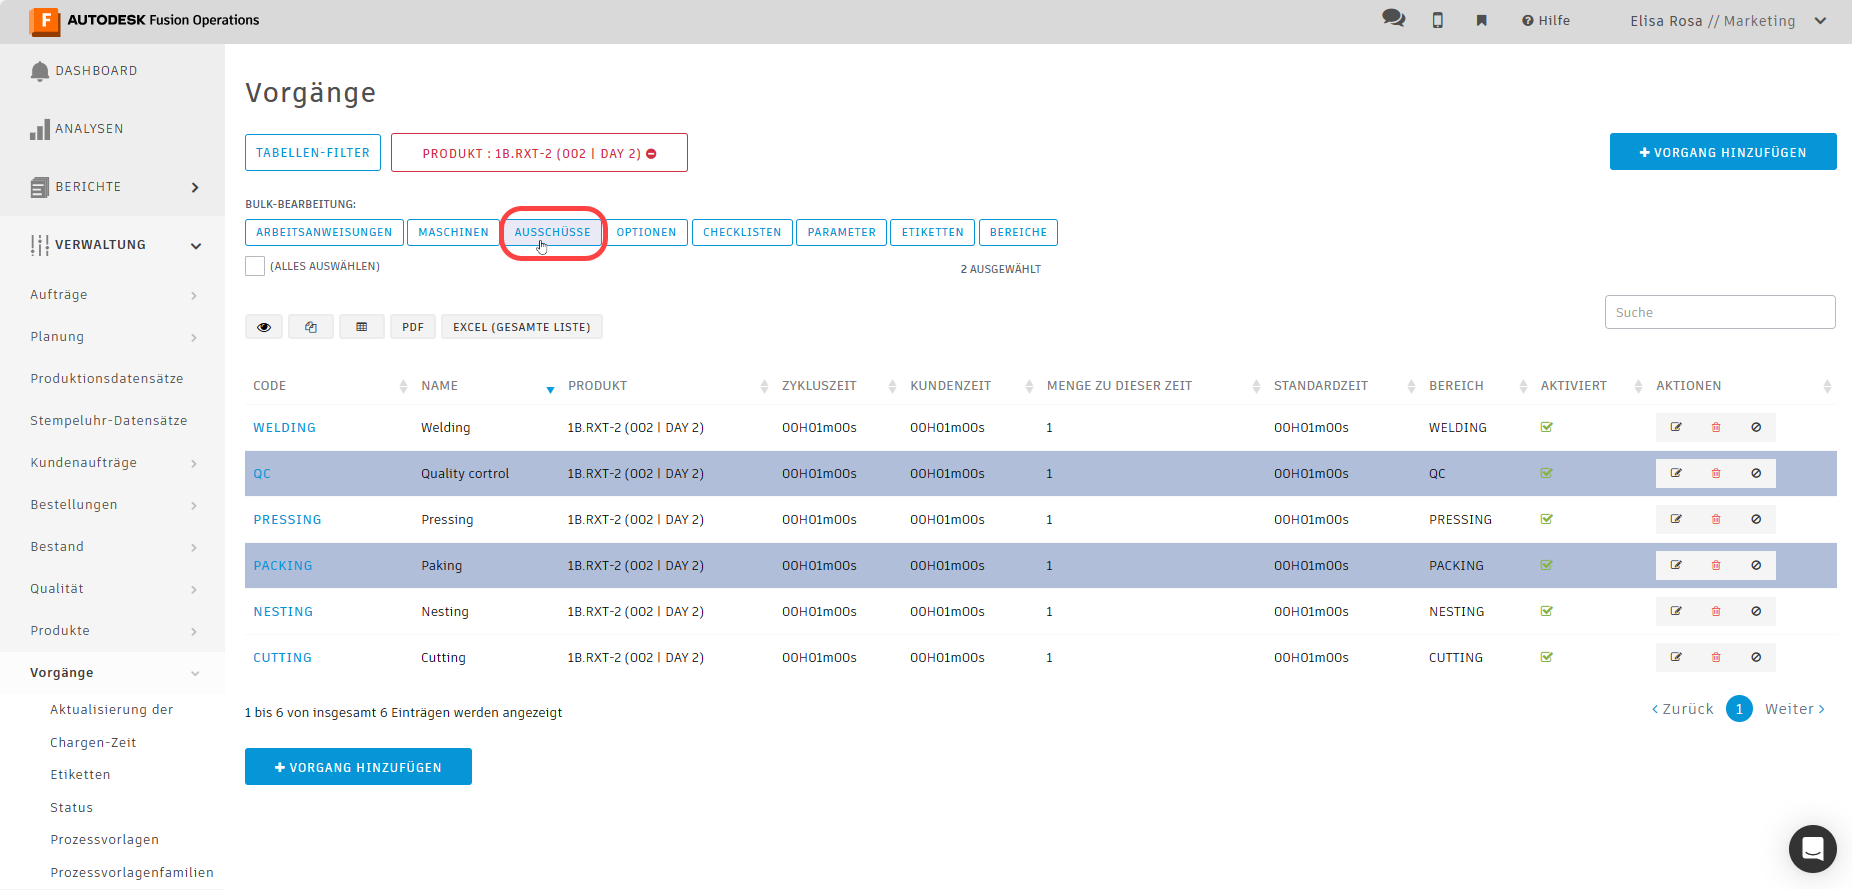 AUTODESK Fusion Operations
Hilfe
Elisa Rosa // Marketing
DASHBOARD
ANALYSEN
BERICHTE
VERWALTUNG
Aufträge
Planung
Produktionsdatensätze
Stempeluhr-Datensätze
Kundenaufträge
Bestellungen
Bestand
Qualität
Produkte
Vorgänge
Aktualisierung der
Chargen-Zeit
Etiketten
Status
Prozessvorlagen
Prozessvorlagenfamilien
Vorgänge
TABELLEN-FILTER
PRODUKT : 1B.RXT-2 (002 | DAY 2)
+ VORGANG HINZUFÜGEN
BULK-BEARBEITUNG:
ARBEITSANWEISUNGEN MASCHINEN AUSSCHÜSSE OPTIONEN CHECKLISTEN PARAMETER ETIKETTEN BEREICHE
(ALLES AUSWÄHLEN)
2 AUSGEWÄHLT
PDF EXCEL (GESAMTE LISTE)
Suche
CODE NAME PRODUKT ZYKLUSZEIT KUNDENZEIT MENGE ZU DIESER ZEIT STANDARDZEIT BEREICH AKTIVIERT AKTIONEN
WELDING Welding 1B.RXT-2 (002 | DAY 2) 00H01m00s 00H01m00s 1 00H01m00s WELDING
QC Quality cortrol 1B.RXT-2 (002 | DAY 2) 00H01m00s 00H01m00s 1 00H01m00s QC
PRESSING Pressing 1B.RXT-2 (002 | DAY 2) 00H01m00s 00H01m00s 1 00H01m00s PRESSING
PACKING Paking 1B.RXT-2 (002 | DAY 2) 00H01m00s 00H01m00s 1 00H01m00s PACKING
NESTING Nesting 1B.RXT-2 (002 | DAY 2) 00H01m00s 00H01m00s 1 00H01m00s NESTING
CUTTING Cutting 1B.RXT-2 (002 | DAY 2) 00H01m00s 00H01m00s 1 00H01m00s CUTTING
1 bis 6 von insgesamt 6 Einträgen werden angezeigt
< Zurück 1 Weiter >
+ VORGANG HINZUFÜGEN